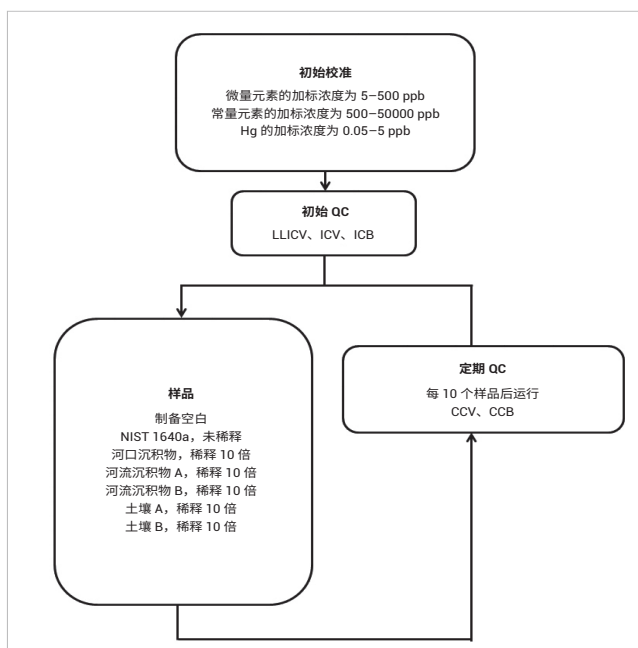 初始校准
微量元素的加标浓度为 5–500 ppb
常量元素的加标浓度为 500–50000 ppb
Hg 的加标浓度为 0.05–5 ppb
初始 QC
LLICV、ICV、ICB
样品
制备空白
NIST 1640a，未稀释
河口沉积物，稀释 10 倍
河流沉积物 A，稀释 10 倍
河流沉积物 B，稀释 10 倍
土壤 A，稀释 10 倍
土壤 B，稀释 10 倍
定期 QC
每 10 个样品后运行
CCV、CCB